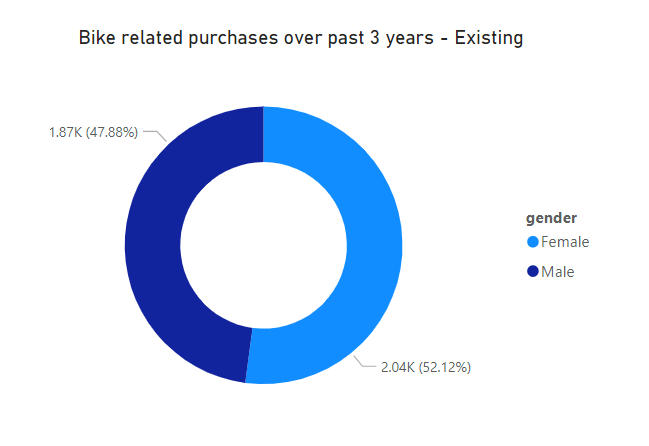 Bike related purchases over past 3 years - Existing
1.87K (47.88%)
gender
Female
Male
2.04K (52.12%)